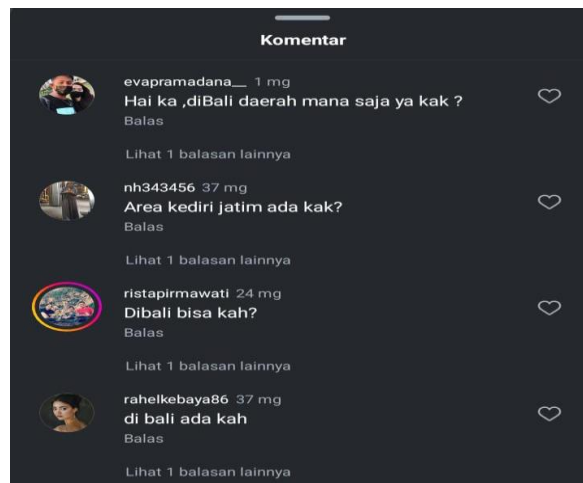 Komentar
evapramadana__ 1 mg
Hai ka ,diBali daerah mana saja ya kak ?
Balas
Lihat 1 balasan lainnya
nh343456 37 mg
Area kediri jatim ada kak?
Balas
Lihat 1 balasan lainnya
ristapirmawati 24 mg
Dibali bisa kah?
Balas
Lihat 1 balasan lainnya
rahelkebaya86 37 mg
di bali ada kah
Balas
Lihat 1 balasan lainnya